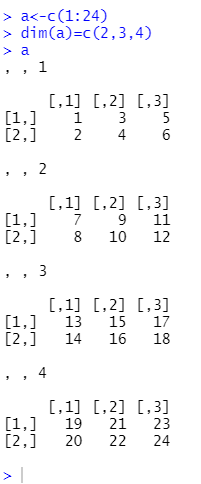 > a<-c(1:24)
> dim(a)=c(2,3,4)
> a
, , 1
     [,1] [,2] [,3]
[1,]    1    3    5
[2,]    2    4    6
, , 2
     [,1] [,2] [,3]
[1,]    7    9   11
[2,]    8   10   12
, , 3
     [,1] [,2] [,3]
[1,]   13   15   17
[2,]   14   16   18
, , 4
     [,1] [,2] [,3]
[1,]   19   21   23
[2,]   20   22   24
>